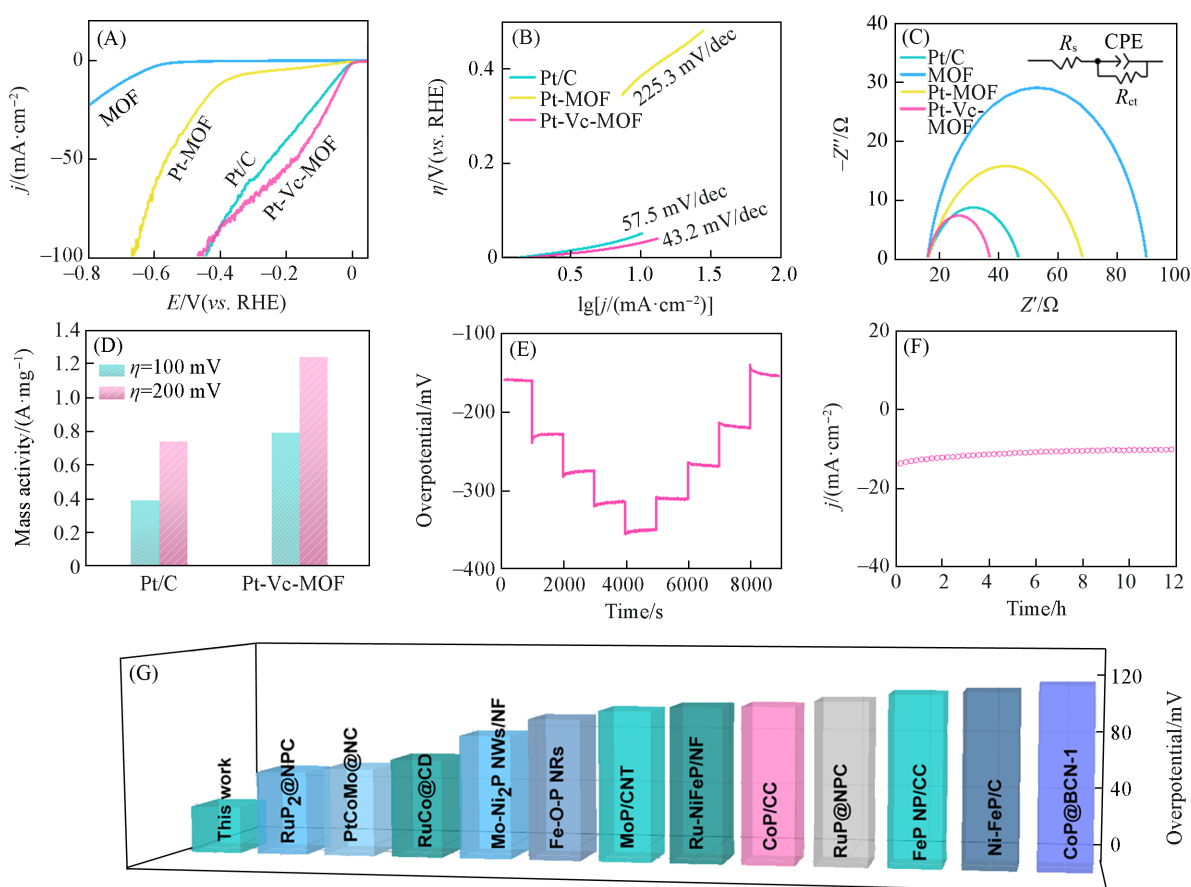 (A)
0
−50
−100
j/(mA·cm−2)
MOF
Pt-MOF
Pt/C
Pt-Vc-MOF
−0.8
−0.6
−0.4
−0.2
0
E/V(vs. RHE)
(B)
0.4
0.2
0
η/V(vs. RHE)
Pt/C
Pt-MOF
Pt-Vc-MOF
225.3 mV/dec
57.5 mV/dec
43.2 mV/dec
0.5
1.0
1.5
2.0
lg[j/(mA·cm−2)]
(C)
40
30
20
10
0
−Z″/Ω
Pt/C
MOF
Pt-MOF
Pt-Vc-
MOF
Rs
CPE
Rct
0
20
40
60
80
100
Z′/Ω
(D)
1.4
1.2
1.0
0.8
0.6
0.4
0.2
0
Mass activity/(A·mg−1)
η=100 mV
η=200 mV
Pt/C
Pt-Vc-MOF
(E)
−100
−200
−300
−400
Overpotential/mV
0
2000
4000
6000
8000
Time/s
(F)
20
0
−20
−40
j/(mA·cm−2)
0
2
4
6
8
10
12
Time/h
(G)
This work
RuP2@NPC
PtCoMo@NC
RuCo@CD
Mo-Ni2P NWs/NF
Fe-O-P NRs
MoP/CNT
Ru-NiFeP/NF
CoP/CC
RuP@NPC
FeP NP/CC
Ni-FeP/C
CoP@BCN-1
120
80
40
0
Overpotential/mV